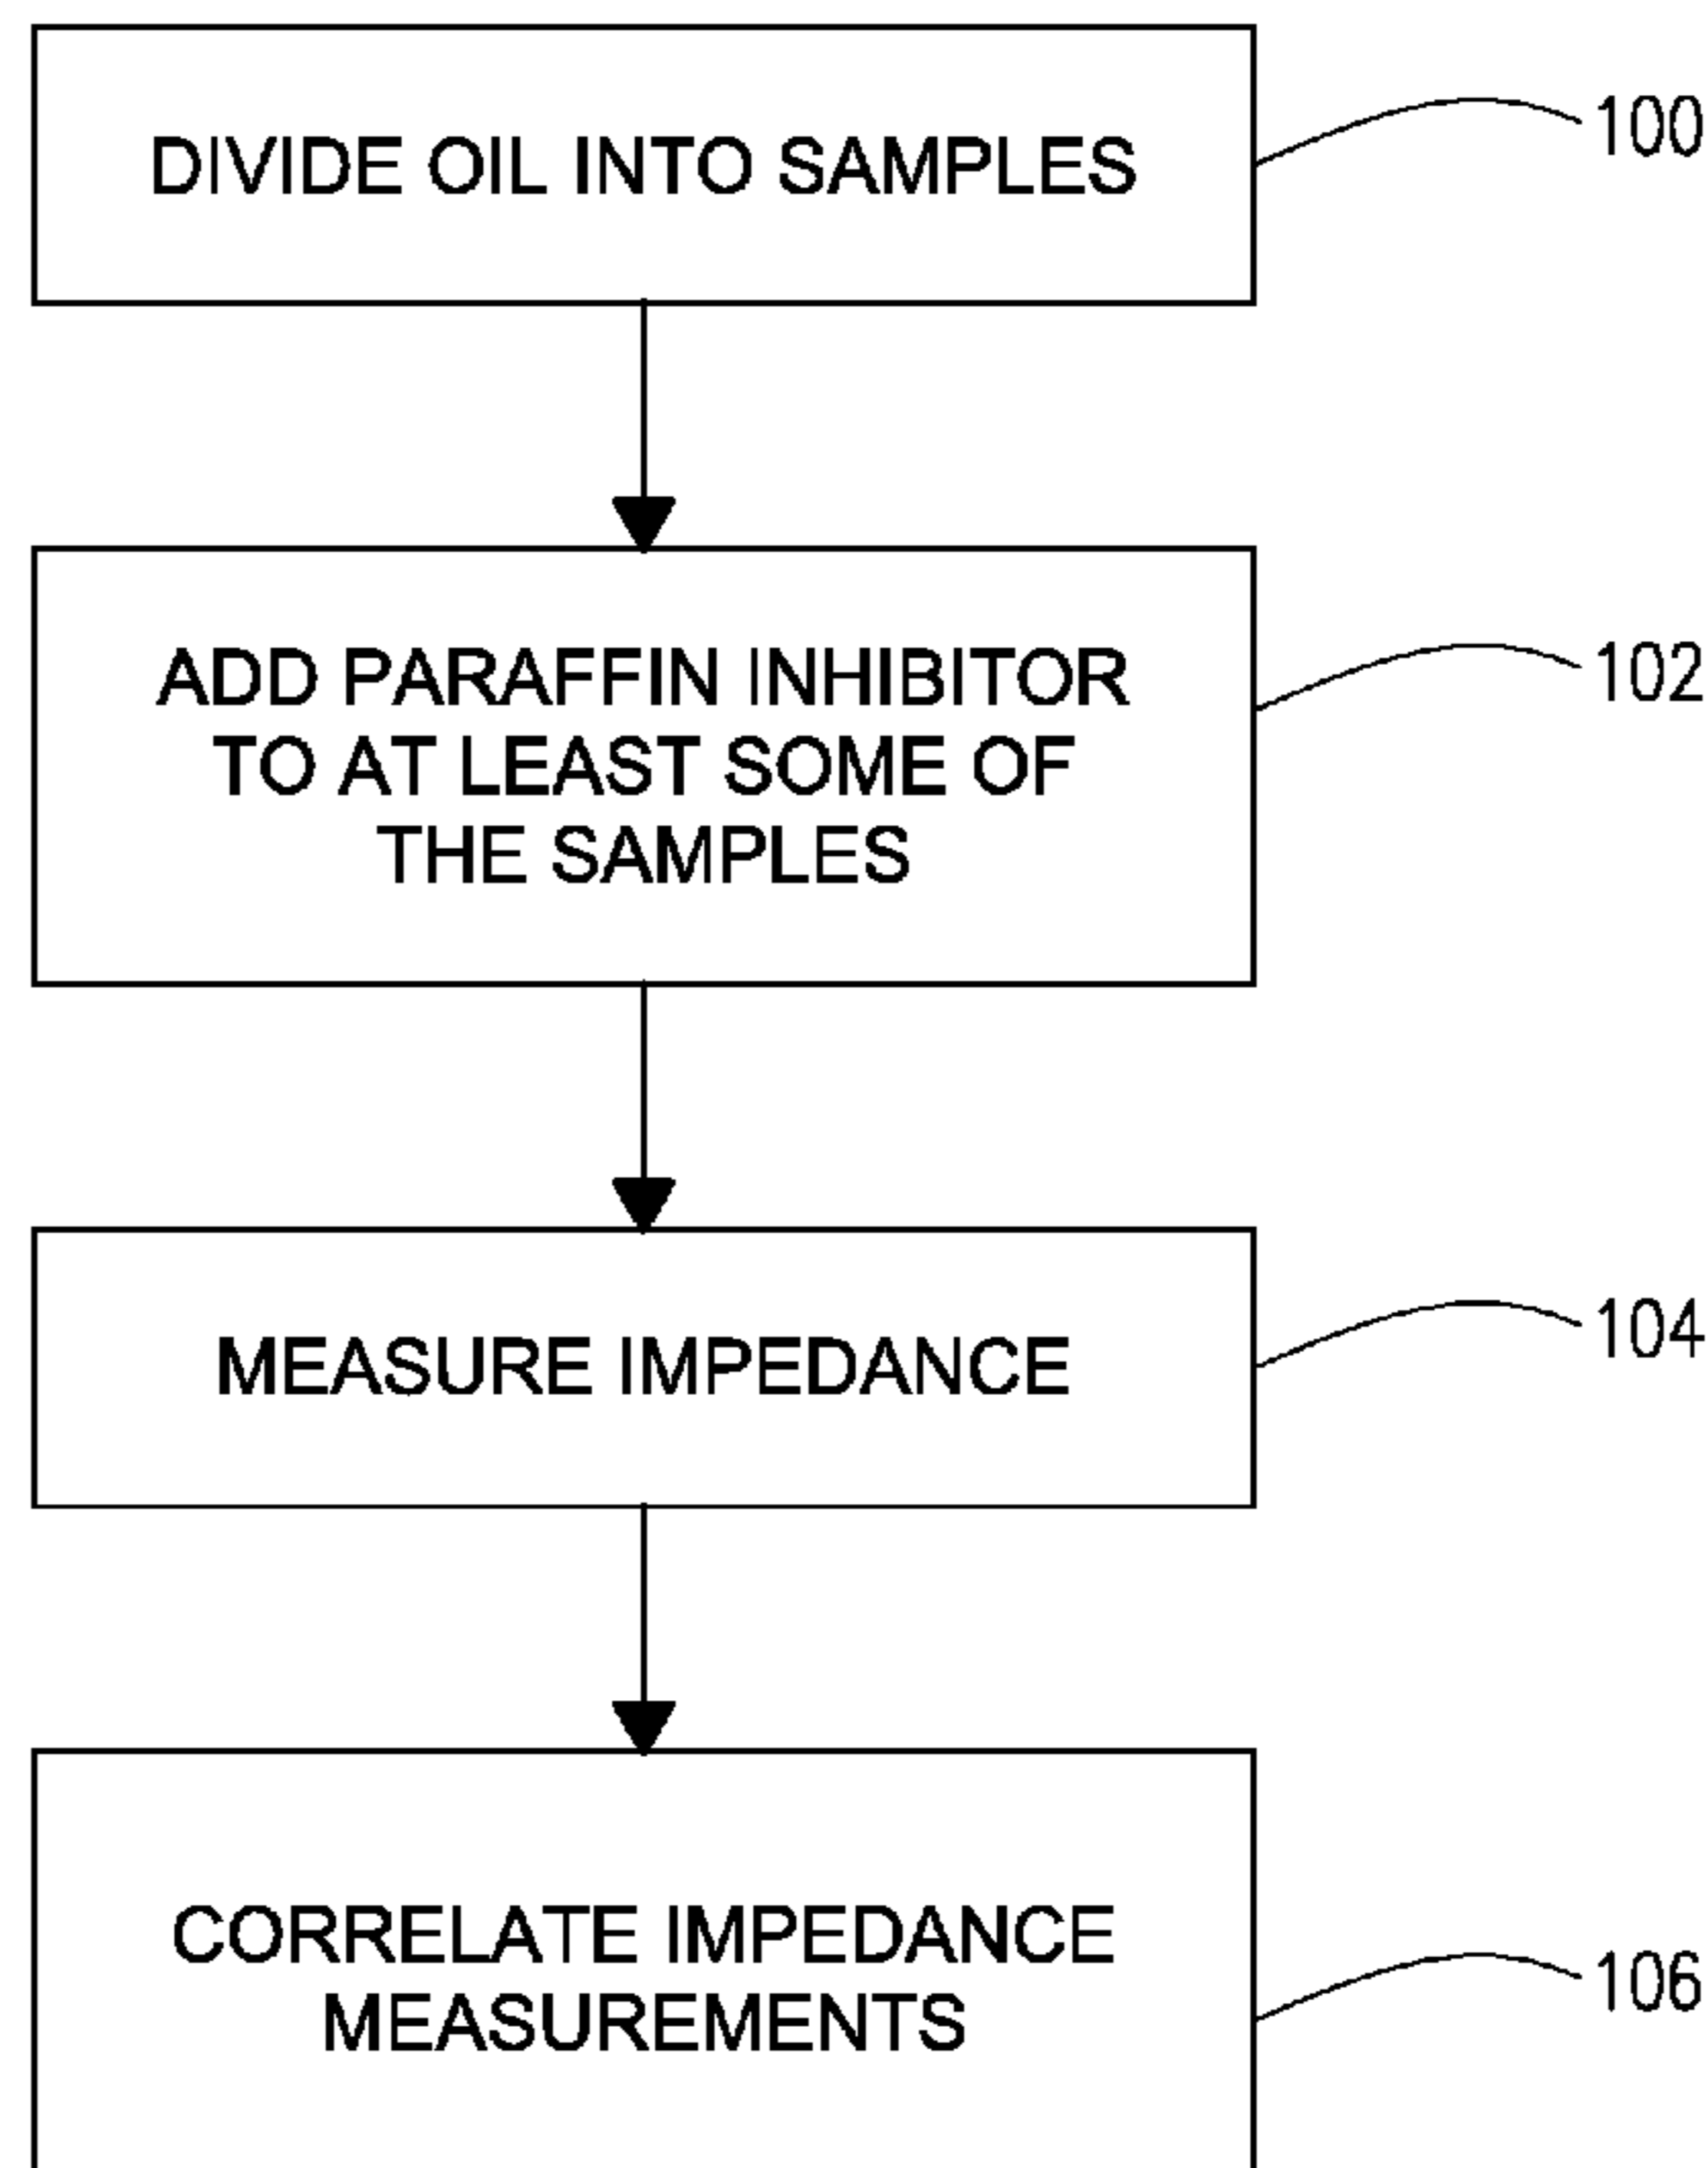 DIVIDE OIL INTO SAMPLES
100
ADD PARAFFIN INHIBITOR
TO AT LEAST SOME OF
THE SAMPLES
102
MEASURE IMPEDANCE
104
CORRELATE IMPEDANCE
MEASUREMENTS
106